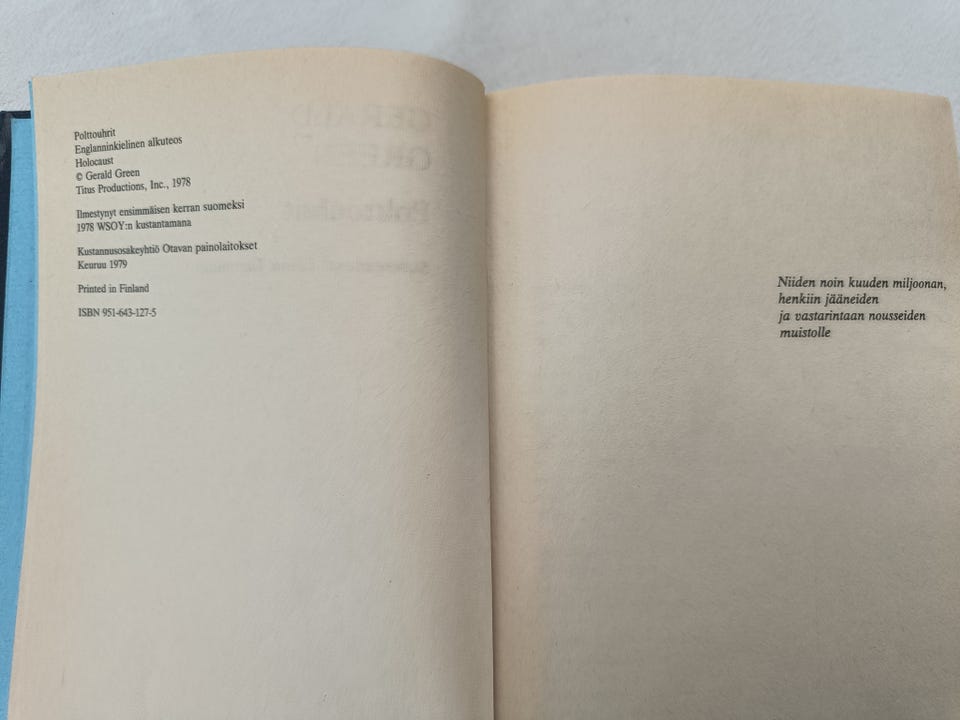 Polttouhrit
Englanninkielinen alkuteos
Holocaust
© Gerald Green
Titus Productions, Inc., 1978
Ilmestynyt ensimmäisen kerran suomeksi
1978 WSOY:n kustantamana
Kustannusosakeyhtiö Otavan painolaitokset
Keuruu 1979
Printed in Finland
ISBN 951-643-127-5
Niiden noin kuuden miljoonan,
henkiin jääneiden
ja vastarintaan nousseiden
muistolle